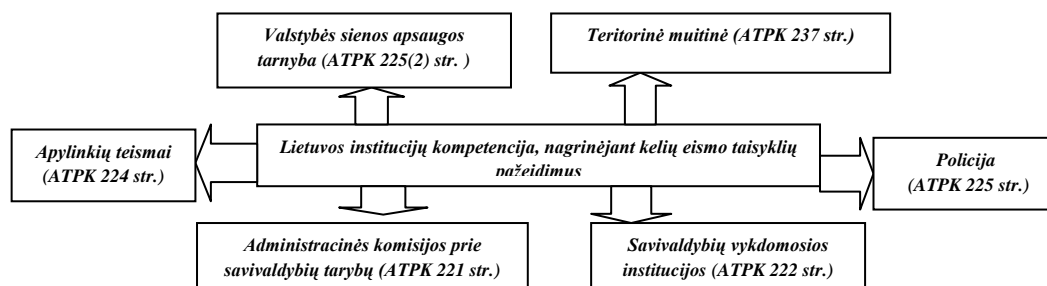 Valstybės sienos apsaugos
tarnyba (ATPK 225(2) str. )
Teritorinė muitinė (ATPK 237 str.)
Apylinkių teismai
(ATPK 224 str.)
Lietuvos institucijų kompetencija, nagrinėjant kelių eismo taisyklių
pažeidimus
Policija
(ATPK 225 str.)
Administracinės komisijos prie
savivaldybių tarybų (ATPK 221 str.)
Savivaldybių vykdomosios
institucijos (ATPK 222 str.)